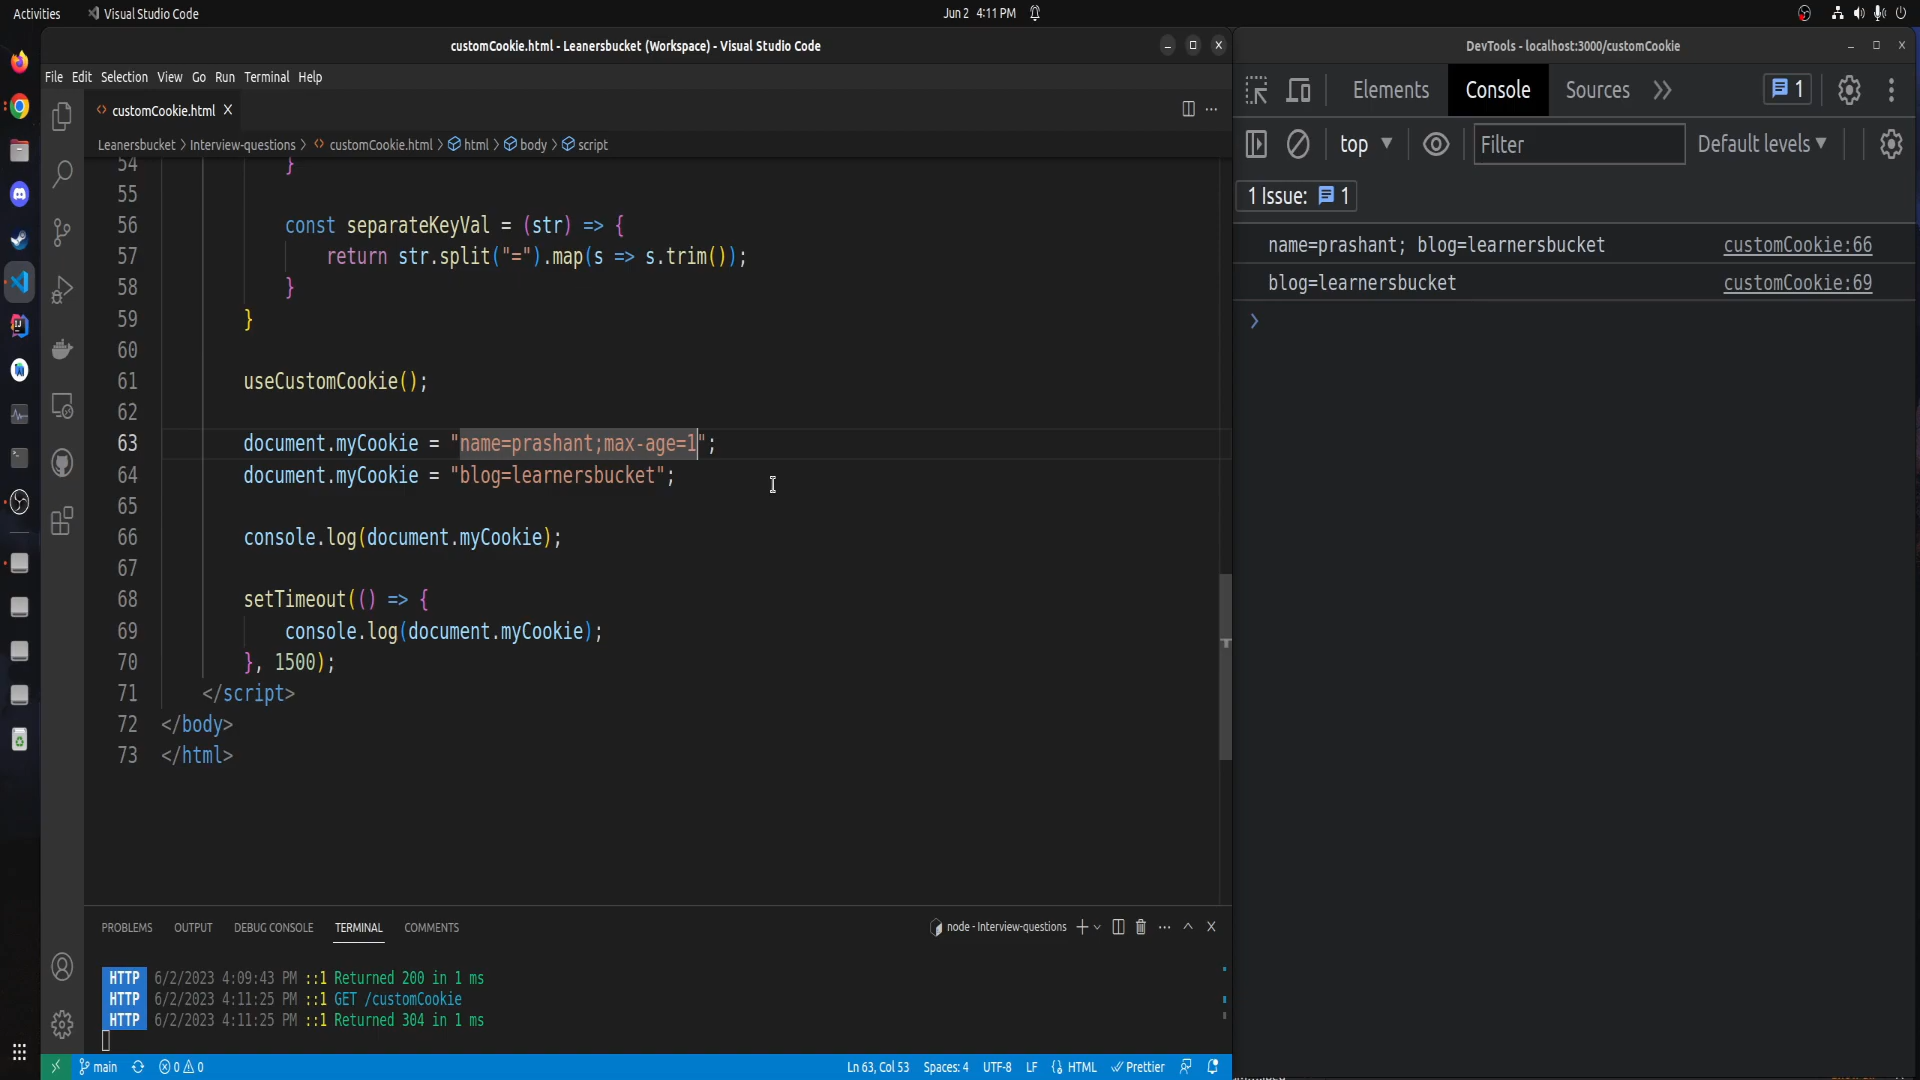 Activities
Visual Studio Code
Jun 2 4:11 PM
customCookie.html - Leanersbucket (Workspace) - Visual Studio Code
File Edit Selection View Go Run Terminal Help
customCookie.html
Leanersbucket > Interview-questions > customCookie.html > html > body > script
54 }
55
56 const separateKeyVal = (str) => {
57 return str.split("=").map(s => s.trim());
58 }
59 }
60
61 useCustomCookie();
62
63 document.myCookie = "name=prashant;max-age=1";
64 document.myCookie = "blog=learnersbucket";
65
66 console.log(document.myCookie);
67
68 setTimeout(() => {
69 console.log(document.myCookie);
70 }, 1500);
71 </script>
72 </body>
73 </html>
PROBLEMS OUTPUT DEBUG CONSOLE TERMINAL COMMENTS
node - Interview-questions
HTTP 6/2/2023 4:09:43 PM ::1 Returned 200 in 1 ms
HTTP 6/2/2023 4:11:25 PM ::1 GET /customCookie
HTTP 6/2/2023 4:11:25 PM ::1 Returned 304 in 1 ms
main 0 0 Ln 63, Col 53 Spaces: 4 UTF-8 LF HTML Prettier
DevTools - localhost:3000/customCookie
Elements Console Sources 1
top Filter Default levels
1 Issue: 1
name=prashant; blog=learnersbucket customCookie:66
blog=learnersbucket customCookie:69